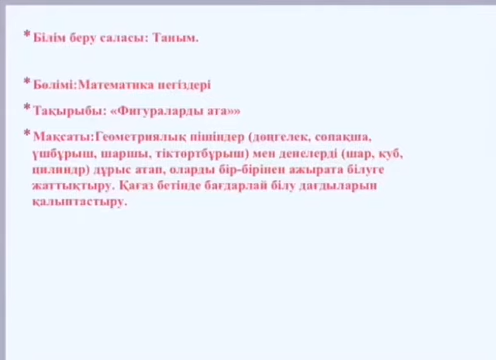 * Білім беру саласы: Таным.
* Бөлімі:Математика негіздері
* Тақырыбы: «Фигураларды ата»»
* Мақсаты:Геометриялық пішіндер (дөңгелек, сопақша,
үшбұрыш, шаршы, тіктөртбұрыш) мен денелерді (шар, куб,
цилиндр) дұрыс атап, оларды бір-бірінен ажырата білуге
жаттықтыру. Қағаз бетінде бағдарлай білу дағдыларын
қалыптастыру.